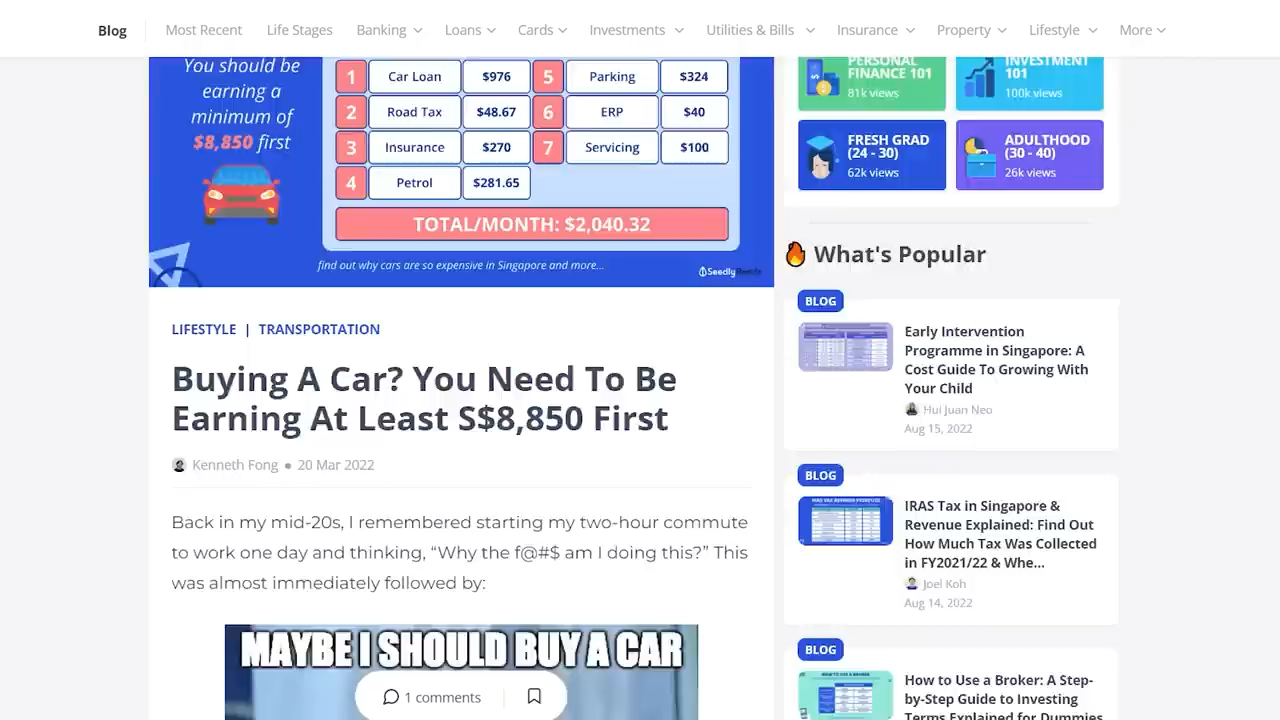 Blog Most Recent Life Stages Banking Loans Cards Investments Utilities & Bills Insurance Property Lifestyle More
You should be
earning a
minimum of
$8,850 first
1 Car Loan $976 5 Parking $324
2 Road Tax $48.67 6 ERP $40
3 Insurance $270 7 Servicing $100
4 Petrol $281.65
TOTAL/MONTH: $2,040.32
find out why cars are so expensive in Singapore and more...
Seedly
LIFESTYLE | TRANSPORTATION
Buying A Car? You Need To Be
Earning At Least S$8,850 First
Kenneth Fong ● 20 Mar 2022
Back in my mid-20s, I remembered starting my two-hour commute
to work one day and thinking, “Why the f@#$ am I doing this?” This
was almost immediately followed by:
MAYBE I SHOULD BUY A CAR
1 comments
PERSONAL
FINANCE 101
81k views
INVESTMENT
101
100k views
FRESH GRAD
(24 - 30)
62k views
ADULTHOOD
(30 - 40)
26k views
What's Popular
BLOG
Early Intervention
Programme in Singapore: A
Cost Guide To Growing With
Your Child
Hui Juan Neo
Aug 15, 2022
BLOG
IRAS Tax in Singapore &
Revenue Explained: Find Out
How Much Tax Was Collected
in FY2021/22 & Whe...
Joel Koh
Aug 14, 2022
BLOG
How to Use a Broker: A Step-
by-Step Guide to Investing
Terms Explained for Dummies